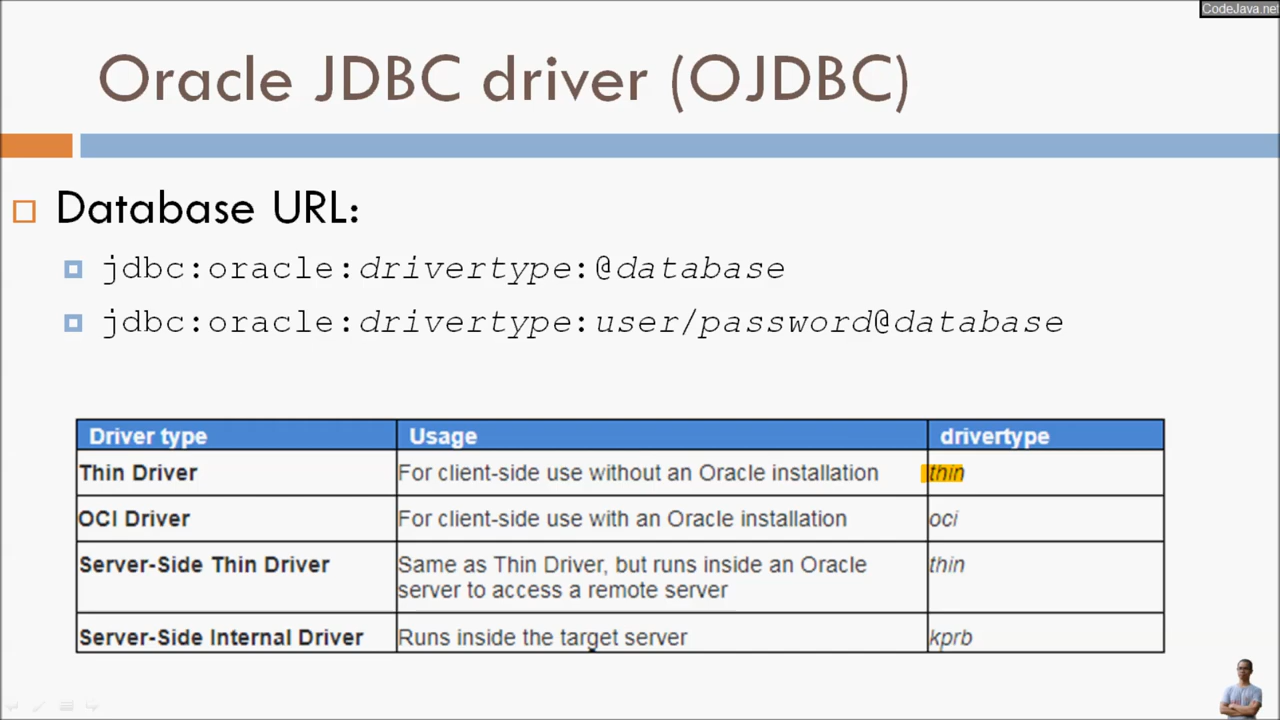 CodeJava.net
Oracle JDBC driver (OJDBC)
Database URL:
jdbc:oracle:drivertype:@database
jdbc:oracle:drivertype:user/password@database
Driver type Usage drivertype
Thin Driver For client-side use without an Oracle installation thin
OCI Driver For client-side use with an Oracle installation oci
Server-Side Thin Driver Same as Thin Driver, but runs inside an Oracle thin
server to access a remote server
Server-Side Internal Driver Runs inside the target server kprb